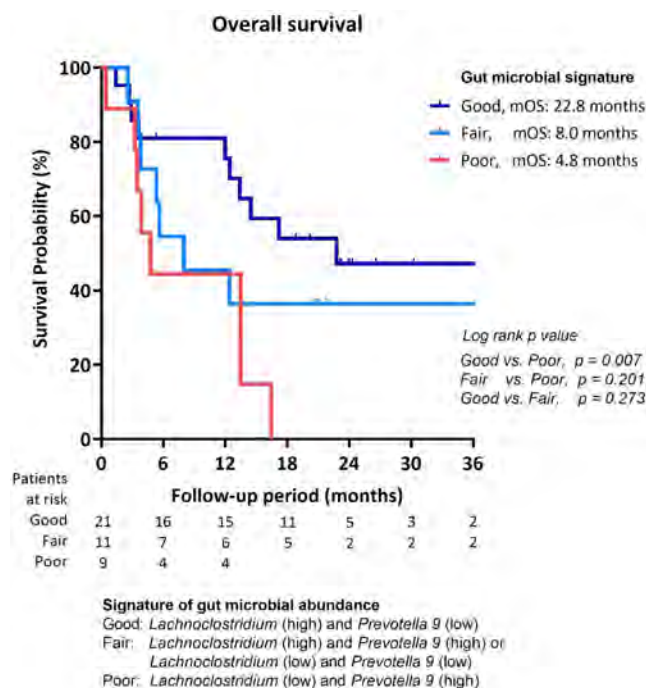 Overall survival
Gut microbial signature
Good, mOS: 22.8 months
Fair, mOS: 8.0 months
Poor, mOS: 4.8 months
Survival Probability (%)
100
80
60
40
20
0
Log rank p value
Good vs. Poor, p = 0.007
Fair vs. Poor, p = 0.201
Good vs. Fair, p = 0.273
0 6 12 18 24 30 36
Follow-up period (months)
Patients
at risk
Good 21 16 15 11 5 3 2
Fair 11 7 6 5 2 2 2
Poor 9 4 4
Signature of gut microbial abundance
Good: Lachnoclostridium (high) and Prevotella 9 (low)
Fair: Lachnoclostridium (high) and Prevotella 9 (high) or
Lachnoclostridium (low) and Prevotella 9 (low)
Poor: Lachnoclostridium (low) and Prevotella 9 (high)